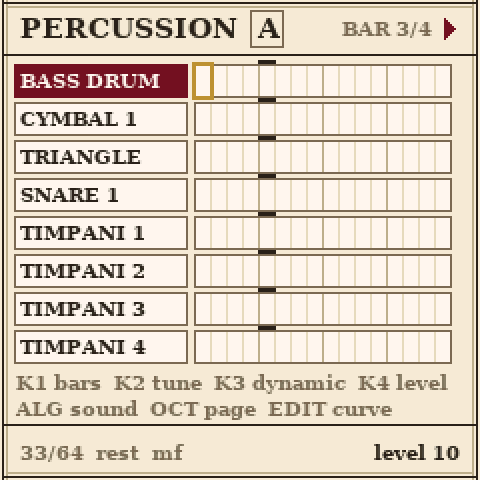 PERCUSSION A BAR 3/4
BASS DRUM
CYMBAL 1
TRIANGLE
SNARE 1
TIMPANI 1
TIMPANI 2
TIMPANI 3
TIMPANI 4
K1 bars K2 tune K3 dynamic K4 level
ALG sound OCT page EDIT curve
33/64 rest mf level 10